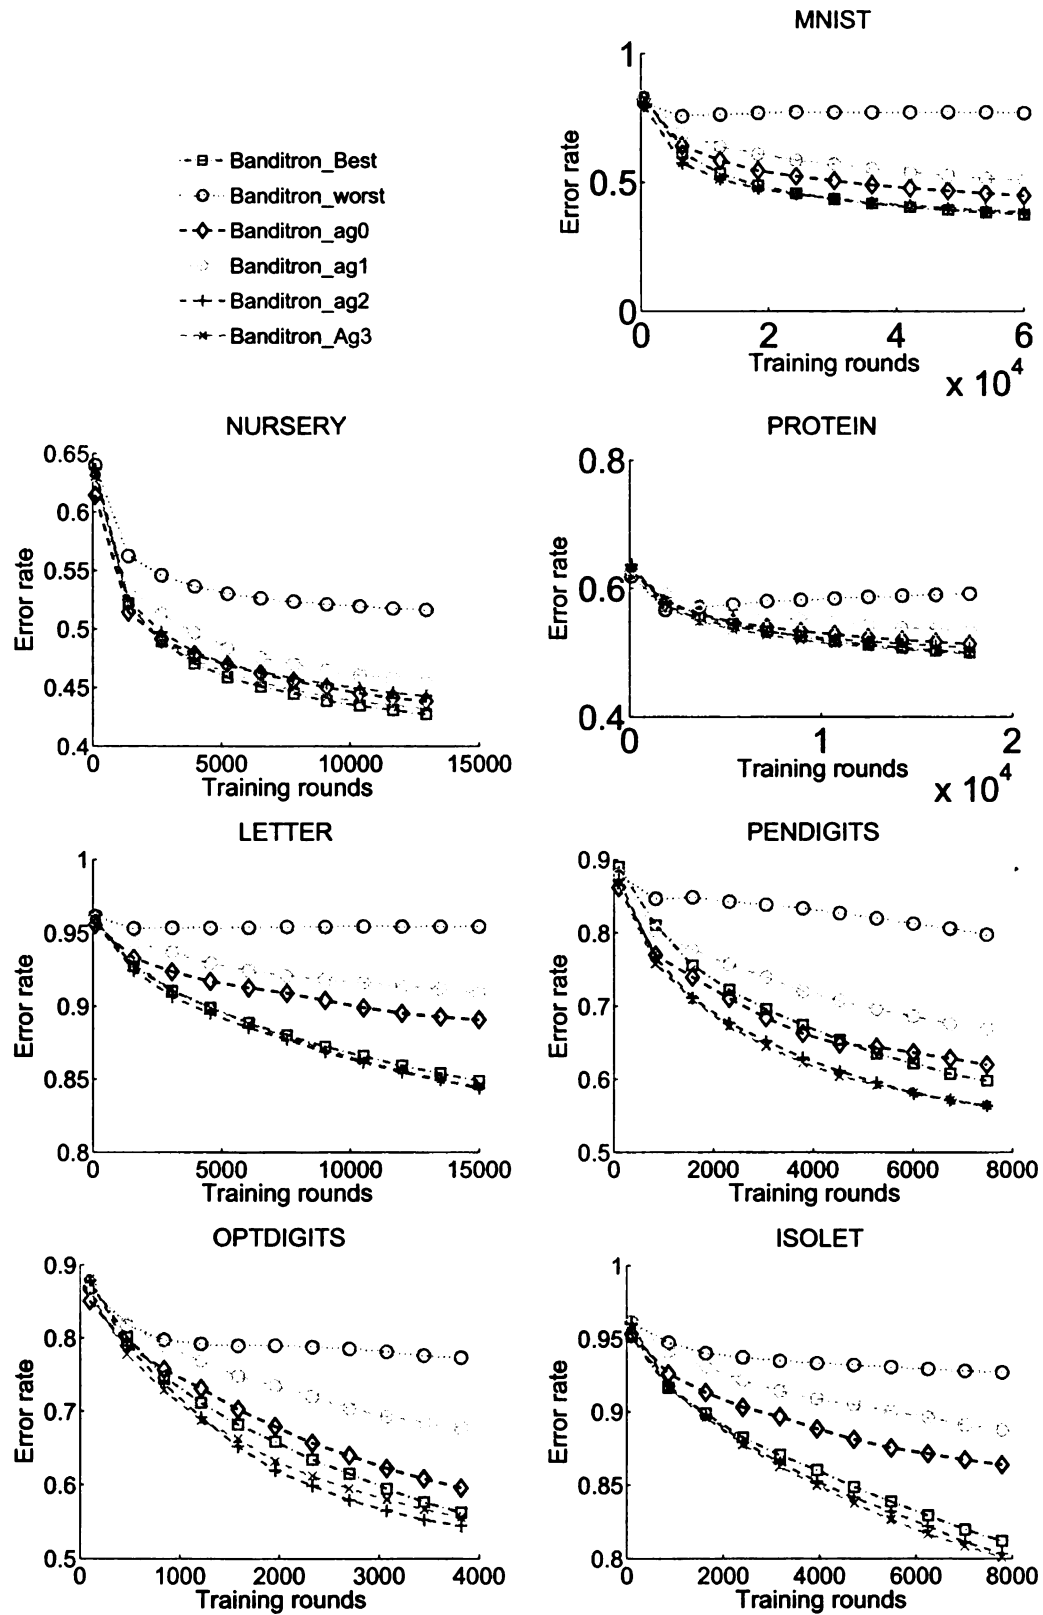 MNIST
1
0.5
0
Error rate
0 2 4 6
Training rounds
x 10^4
Banditron_Best
Banditron_worst
Banditron_ag0
Banditron_ag1
Banditron_ag2
Banditron_Ag3
NURSERY
0.65
0.6
0.55
0.5
0.45
0.4
Error rate
0 5000 10000 15000
Training rounds
PROTEIN
0.8
0.6
0.4
Error rate
0 1 2
Training rounds
x 10^4
LETTER
1
0.95
0.9
0.85
0.8
Error rate
0 5000 10000 15000
Training rounds
PENDIGITS
0.9
0.8
0.7
0.6
0.5
Error rate
0 2000 4000 6000 8000
Training rounds
OPTDIGITS
0.9
0.8
0.7
0.6
0.5
Error rate
0 1000 2000 3000 4000
Training rounds
ISOLET
1
0.95
0.9
0.85
0.8
Error rate
0 2000 4000 6000 8000
Training rounds